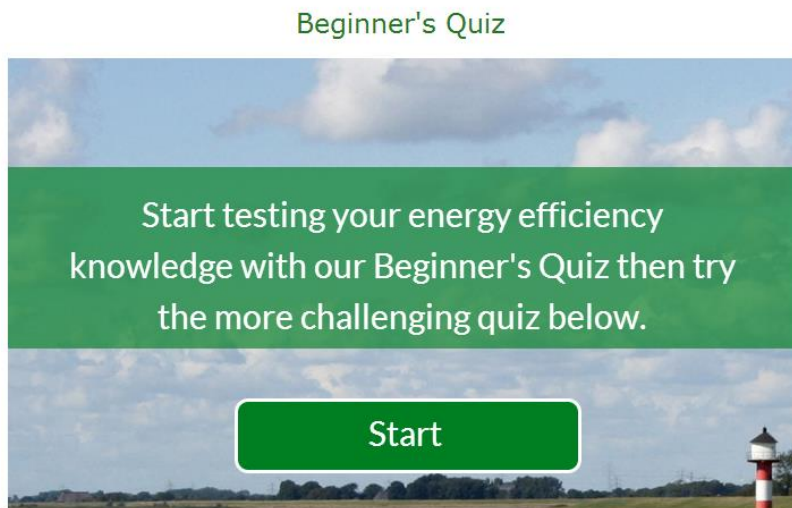 Beginner's Quiz
Start testing your energy efficiency
knowledge with our Beginner's Quiz then try
the more challenging quiz below.
Start